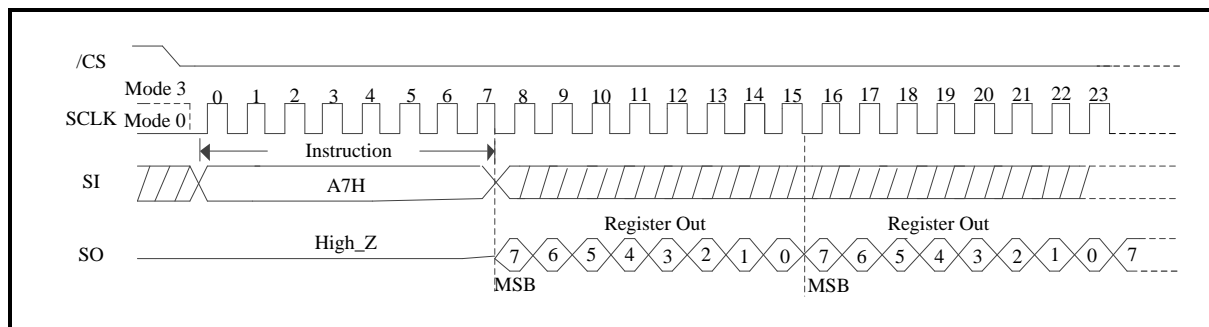 /CS
Mode 3
0 1 2 3 4 5 6 7 8 9 10 11 12 13 14 15 16 17 18 19 20 21 22 23
SCLK Mode 0
Instruction
SI
A7H
Register Out Register Out
High_Z
SO
7 6 5 4 3 2 1 0 7 6 5 4 3 2 1 0 7
MSB MSB